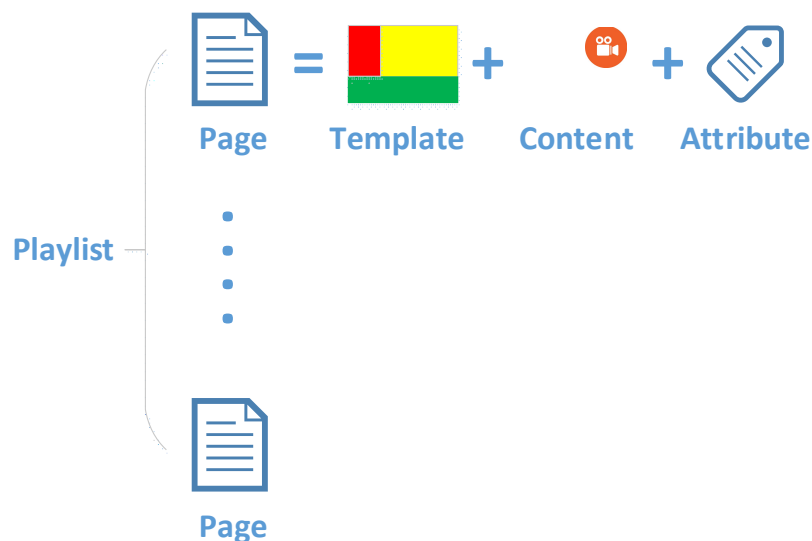 = + +
Page Template Content Attribute
Playlist
Page